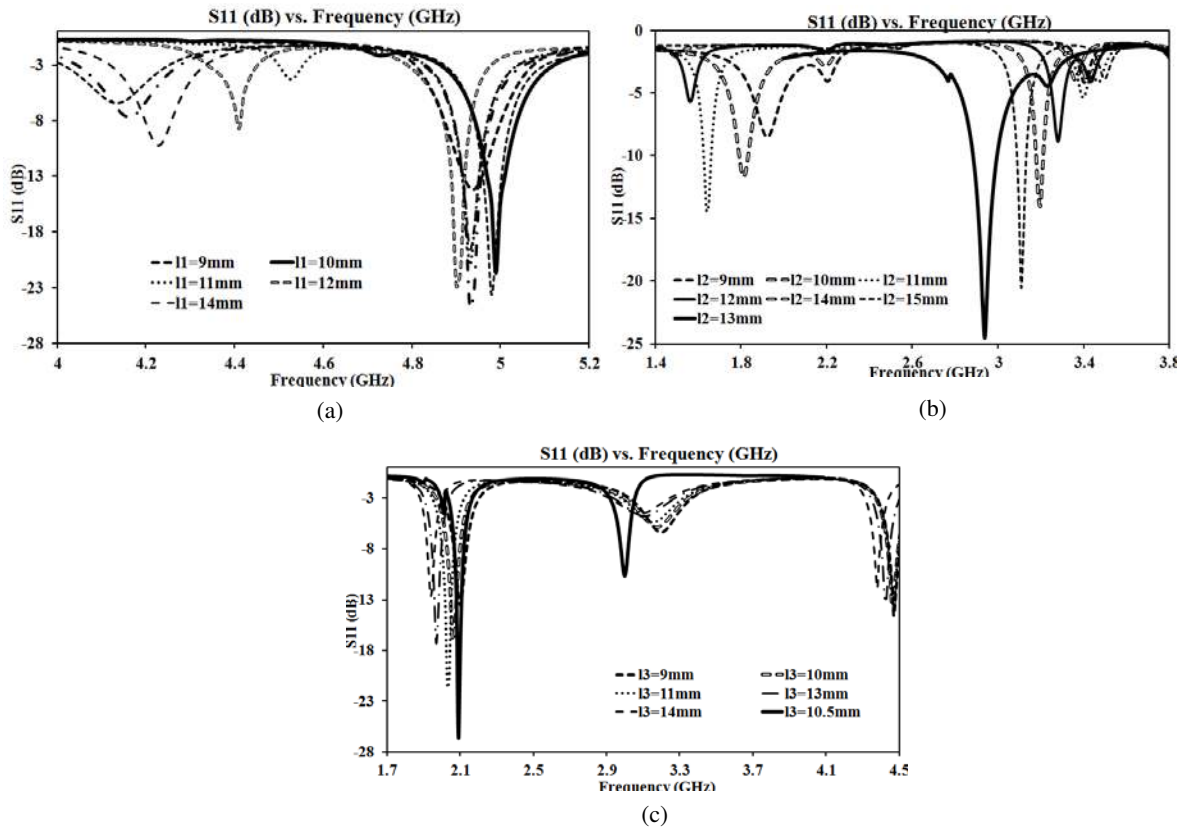 S11 (dB) vs. Frequency (GHz)
-3
-8
-13
-18
-23
-28
S11 (dB)
l1=9mm l1=10mm
l1=11mm l1=12mm
l1=14mm
4 4.2 4.4 4.6 4.8 5 5.2
Frequency (GHz)
(a)
S11 (dB) vs. Frequency (GHz)
0
-5
-10
-15
-20
-25
S11 (dB)
l2=9mm l2=10mm l2=11mm
l2=12mm l2=14mm l2=15mm
l2=13mm
1.4 1.8 2.2 2.6 3 3.4 3.8
Frequency (GHz)
(b)
S11 (dB) vs. Frequency (GHz)
-3
-8
-13
-18
-23
-28
S11 (dB)
l3=9mm l3=10mm
l3=11mm l3=13mm
l3=14mm l3=10.5mm
1.7 2.1 2.5 2.9 3.3 3.7 4.1 4.5
Frequency (GHz)
(c)